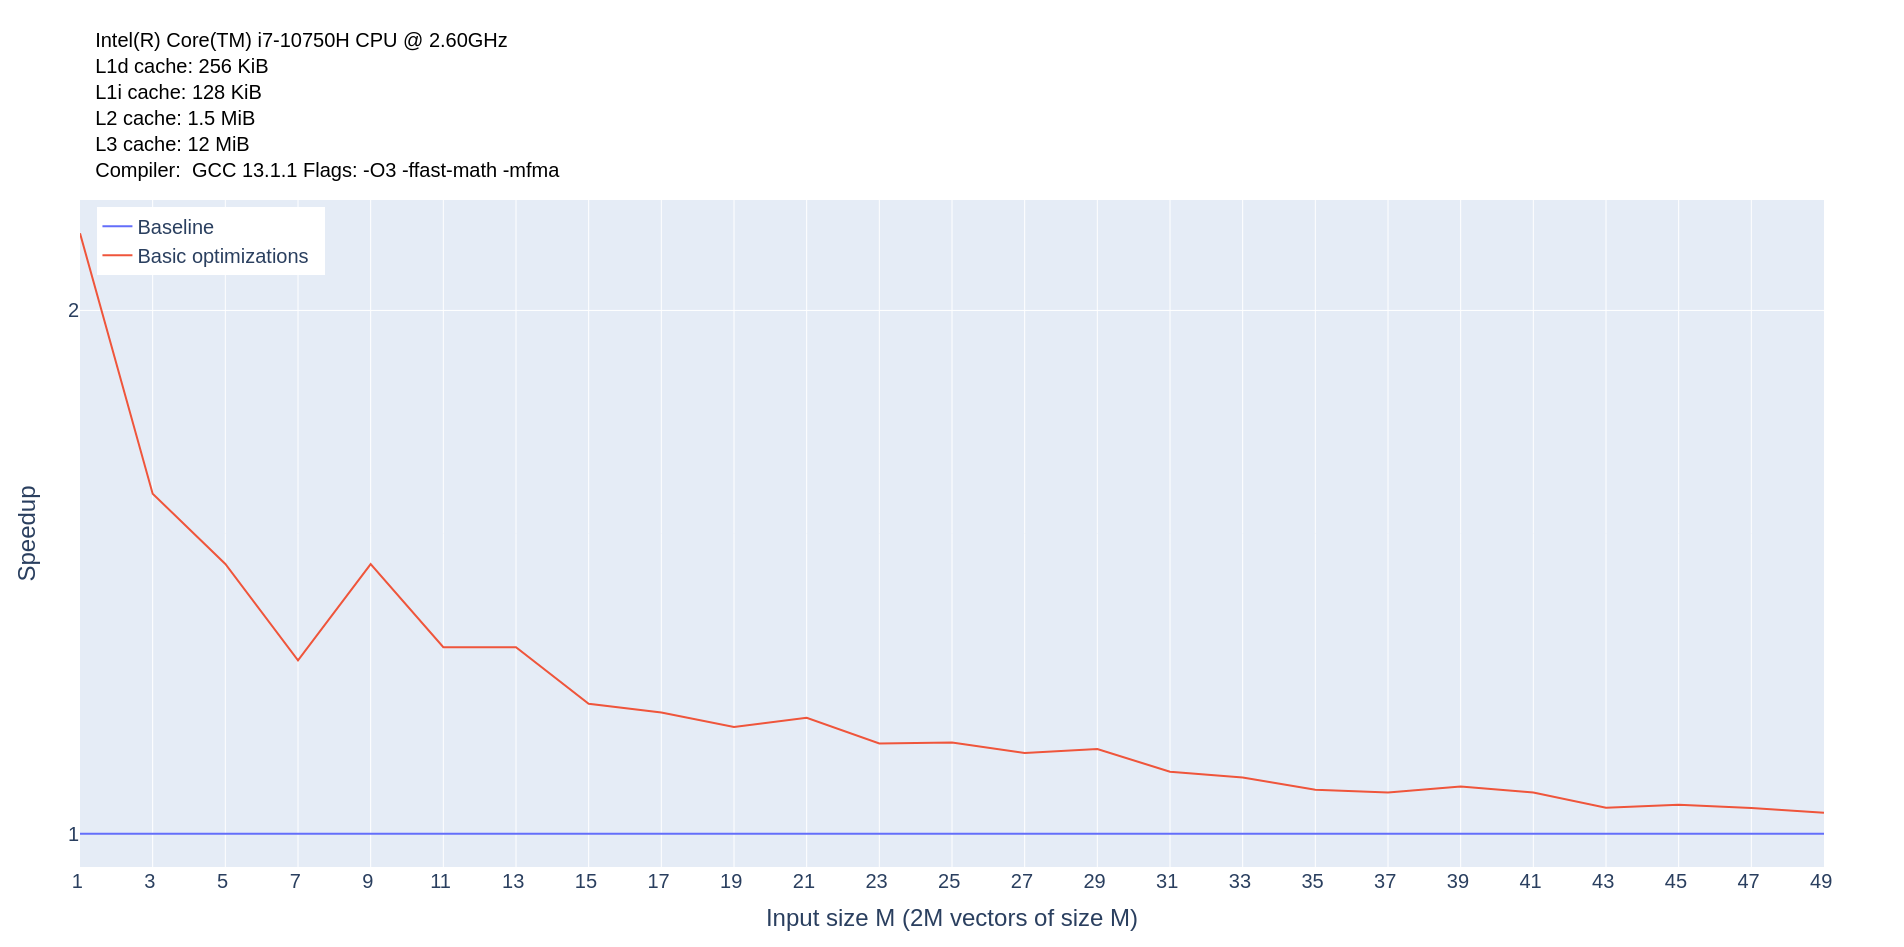 Intel(R) Core(TM) i7-10750H CPU @ 2.60GHz
L1d cache: 256 KiB
L1i cache: 128 KiB
L2 cache: 1.5 MiB
L3 cache: 12 MiB
Compiler:  GCC 13.1.1 Flags: -O3 -ffast-math -mfma
Baseline
Basic optimizations
2
Speedup
1
1 3 5 7 9 11 13 15 17 19 21 23 25 27 29 31 33 35 37 39 41 43 45 47 49
Input size M (2M vectors of size M)